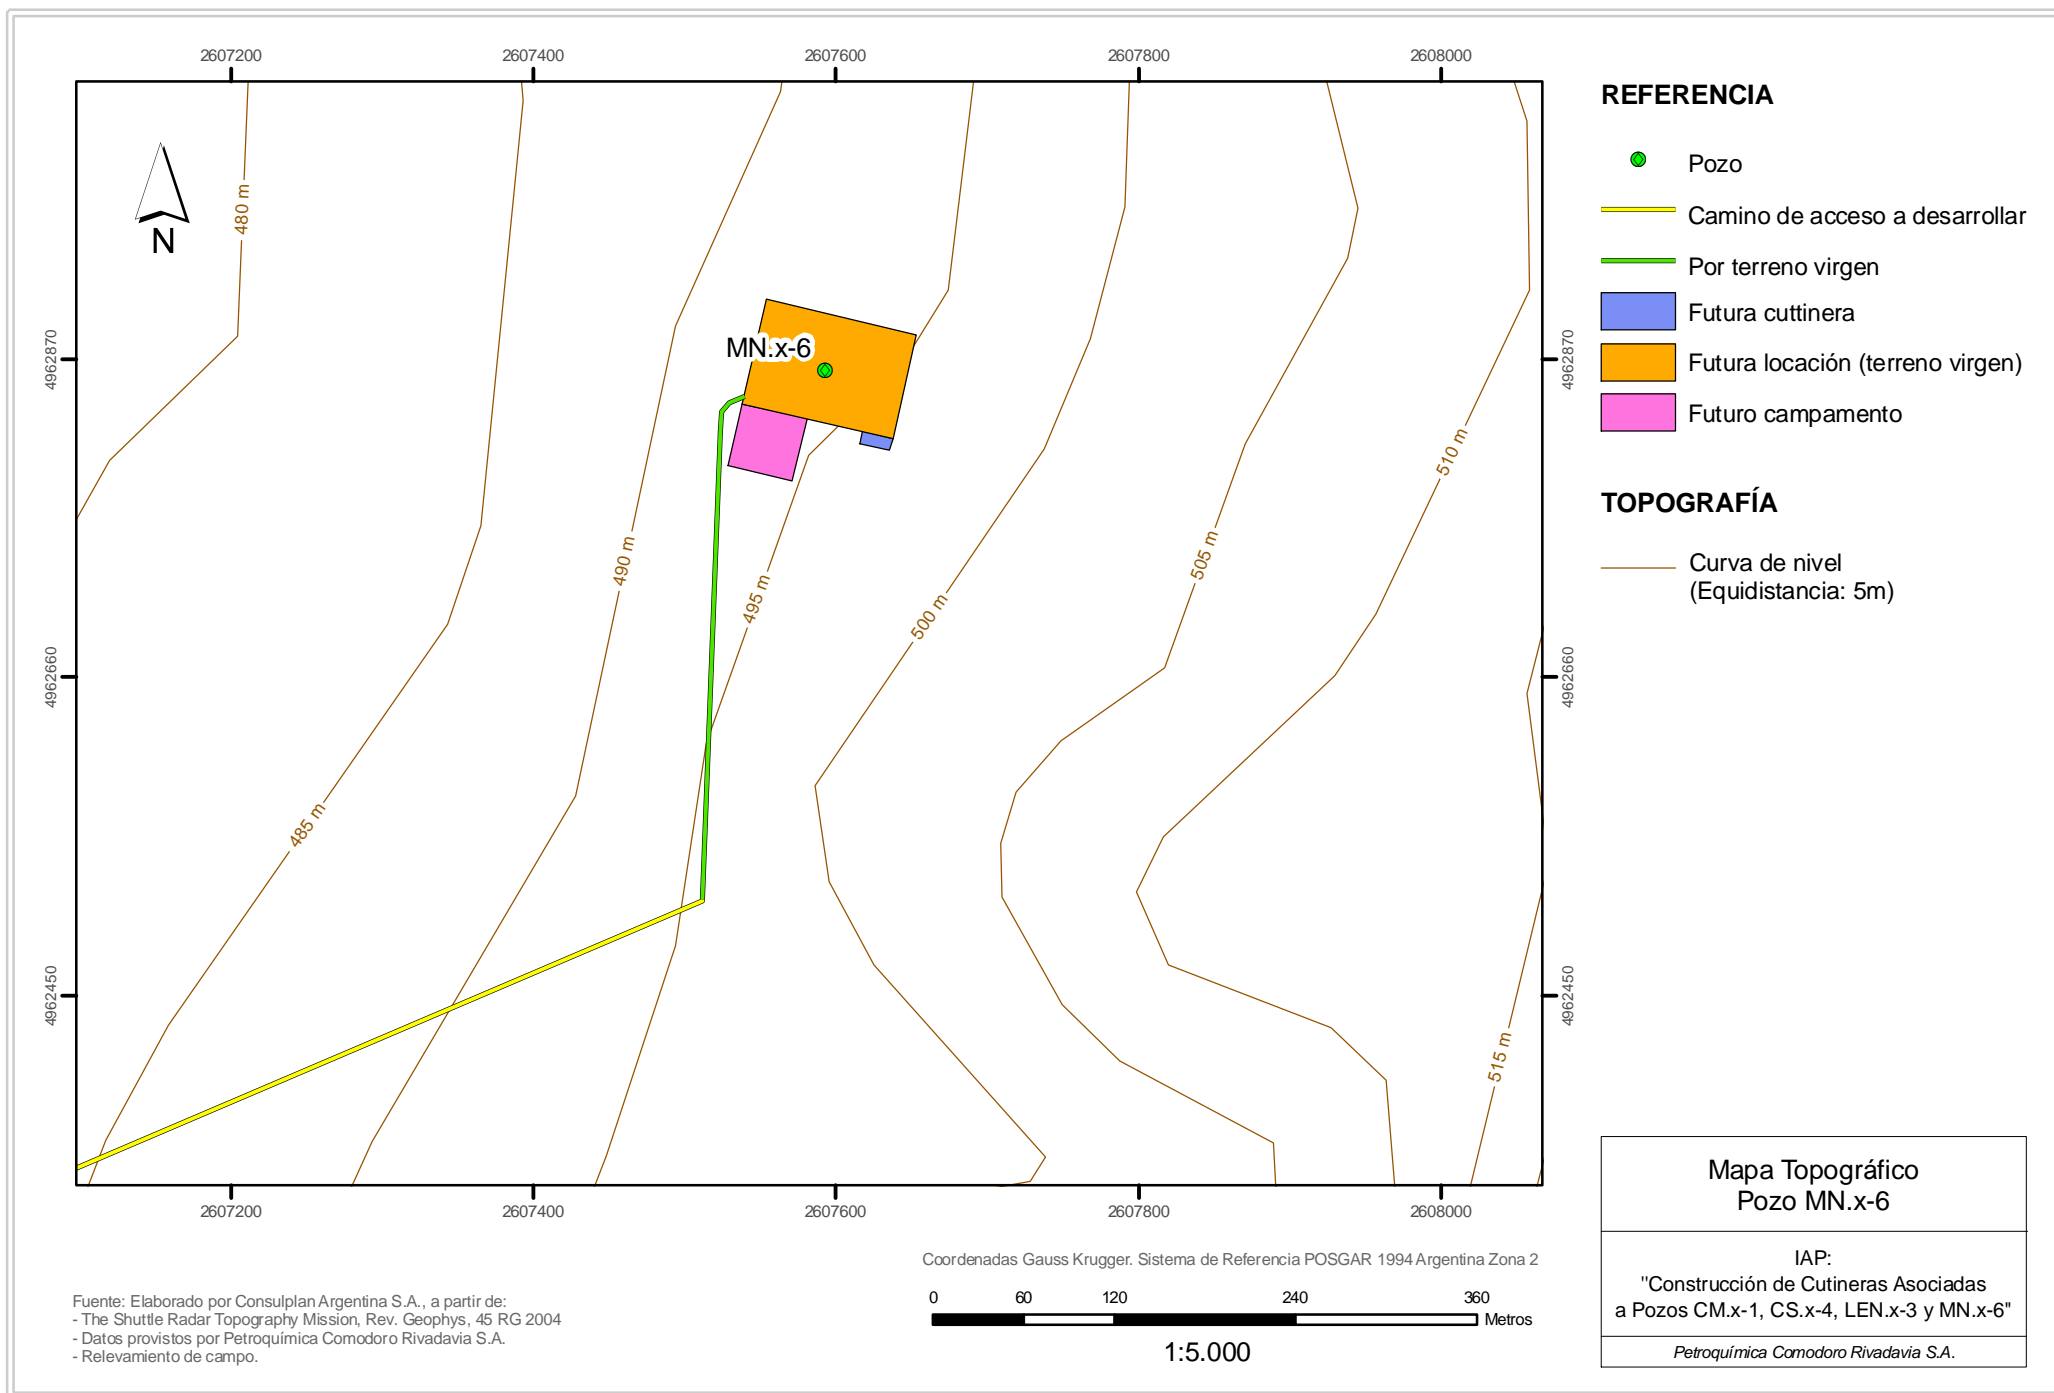 2607200 2607400 2607600 2607800 2608000
4962870
4962660
4962450
4962870
4962660
4962450
N
480 m
485 m
490 m
495 m
500 m
505 m
510 m
515 m
MN.x-6
2607200 2607400 2607600 2607800 2608000
REFERENCIA
Pozo
Camino de acceso a desarrollar
Por terreno virgen
Futura cuttinera
Futura locación (terreno virgen)
Futuro campamento
TOPOGRAFÍA
Curva de nivel
(Equidistancia: 5m)
Coordenadas Gauss Krugger. Sistema de Referencia POSGAR 1994 Argentina Zona 2
0 60 120 240 360
Metros
1:5.000
Fuente: Elaborado por Consulplan Argentina S.A., a partir de:
- The Shuttle Radar Topography Mission, Rev. Geophys, 45 RG 2004
- Datos provistos por Petroquímica Comodoro Rivadavia S.A.
- Relevamiento de campo.
Mapa Topográfico
Pozo MN.x-6
IAP:
"Construcción de Cutineras Asociadas
a Pozos CM.x-1, CS.x-4, LEN.x-3 y MN.x-6"
Petroquímica Comodoro Rivadavia S.A.